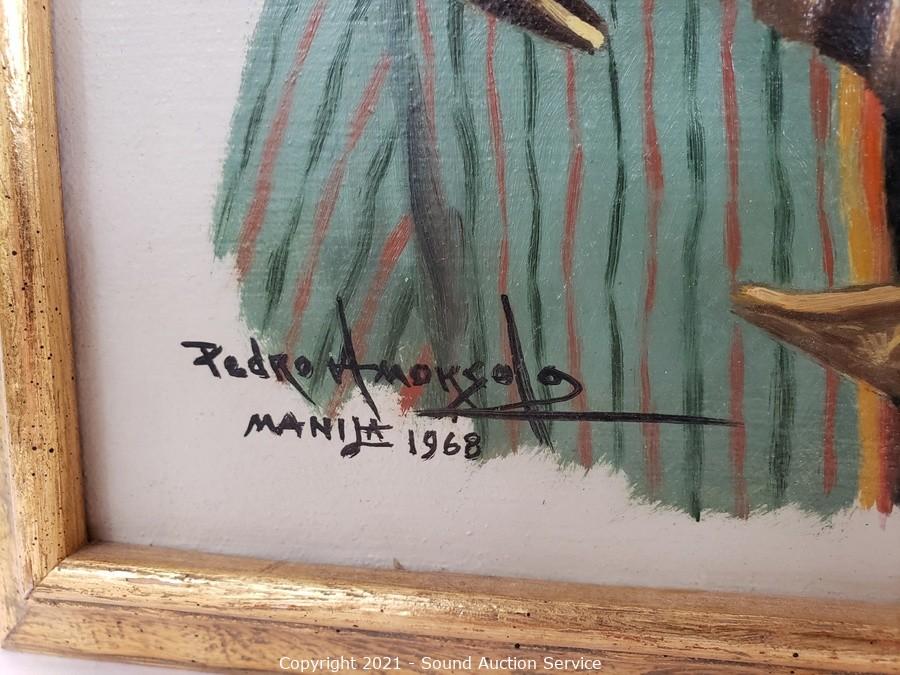 Pedro Amorsolo
MANILA 1968
Copyright 2021 - Sound Auction Service